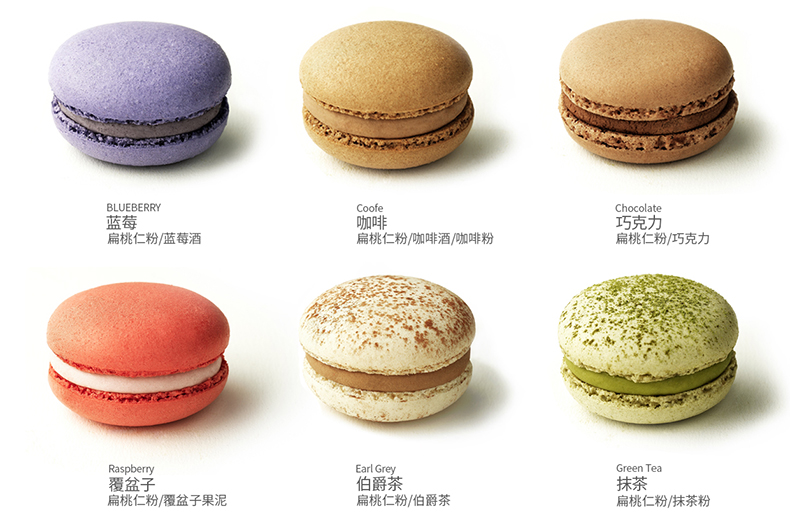 BLUEBERRY
蓝莓
扁桃仁粉/蓝莓酒
Coofe
咖啡
扁桃仁粉/咖啡酒/咖啡粉
Chocolate
巧克力
扁桃仁粉/巧克力
Raspberry
覆盆子
扁桃仁粉/覆盆子果泥
Earl Grey
伯爵茶
扁桃仁粉/伯爵茶
Green Tea
抹茶
扁桃仁粉/抹茶粉